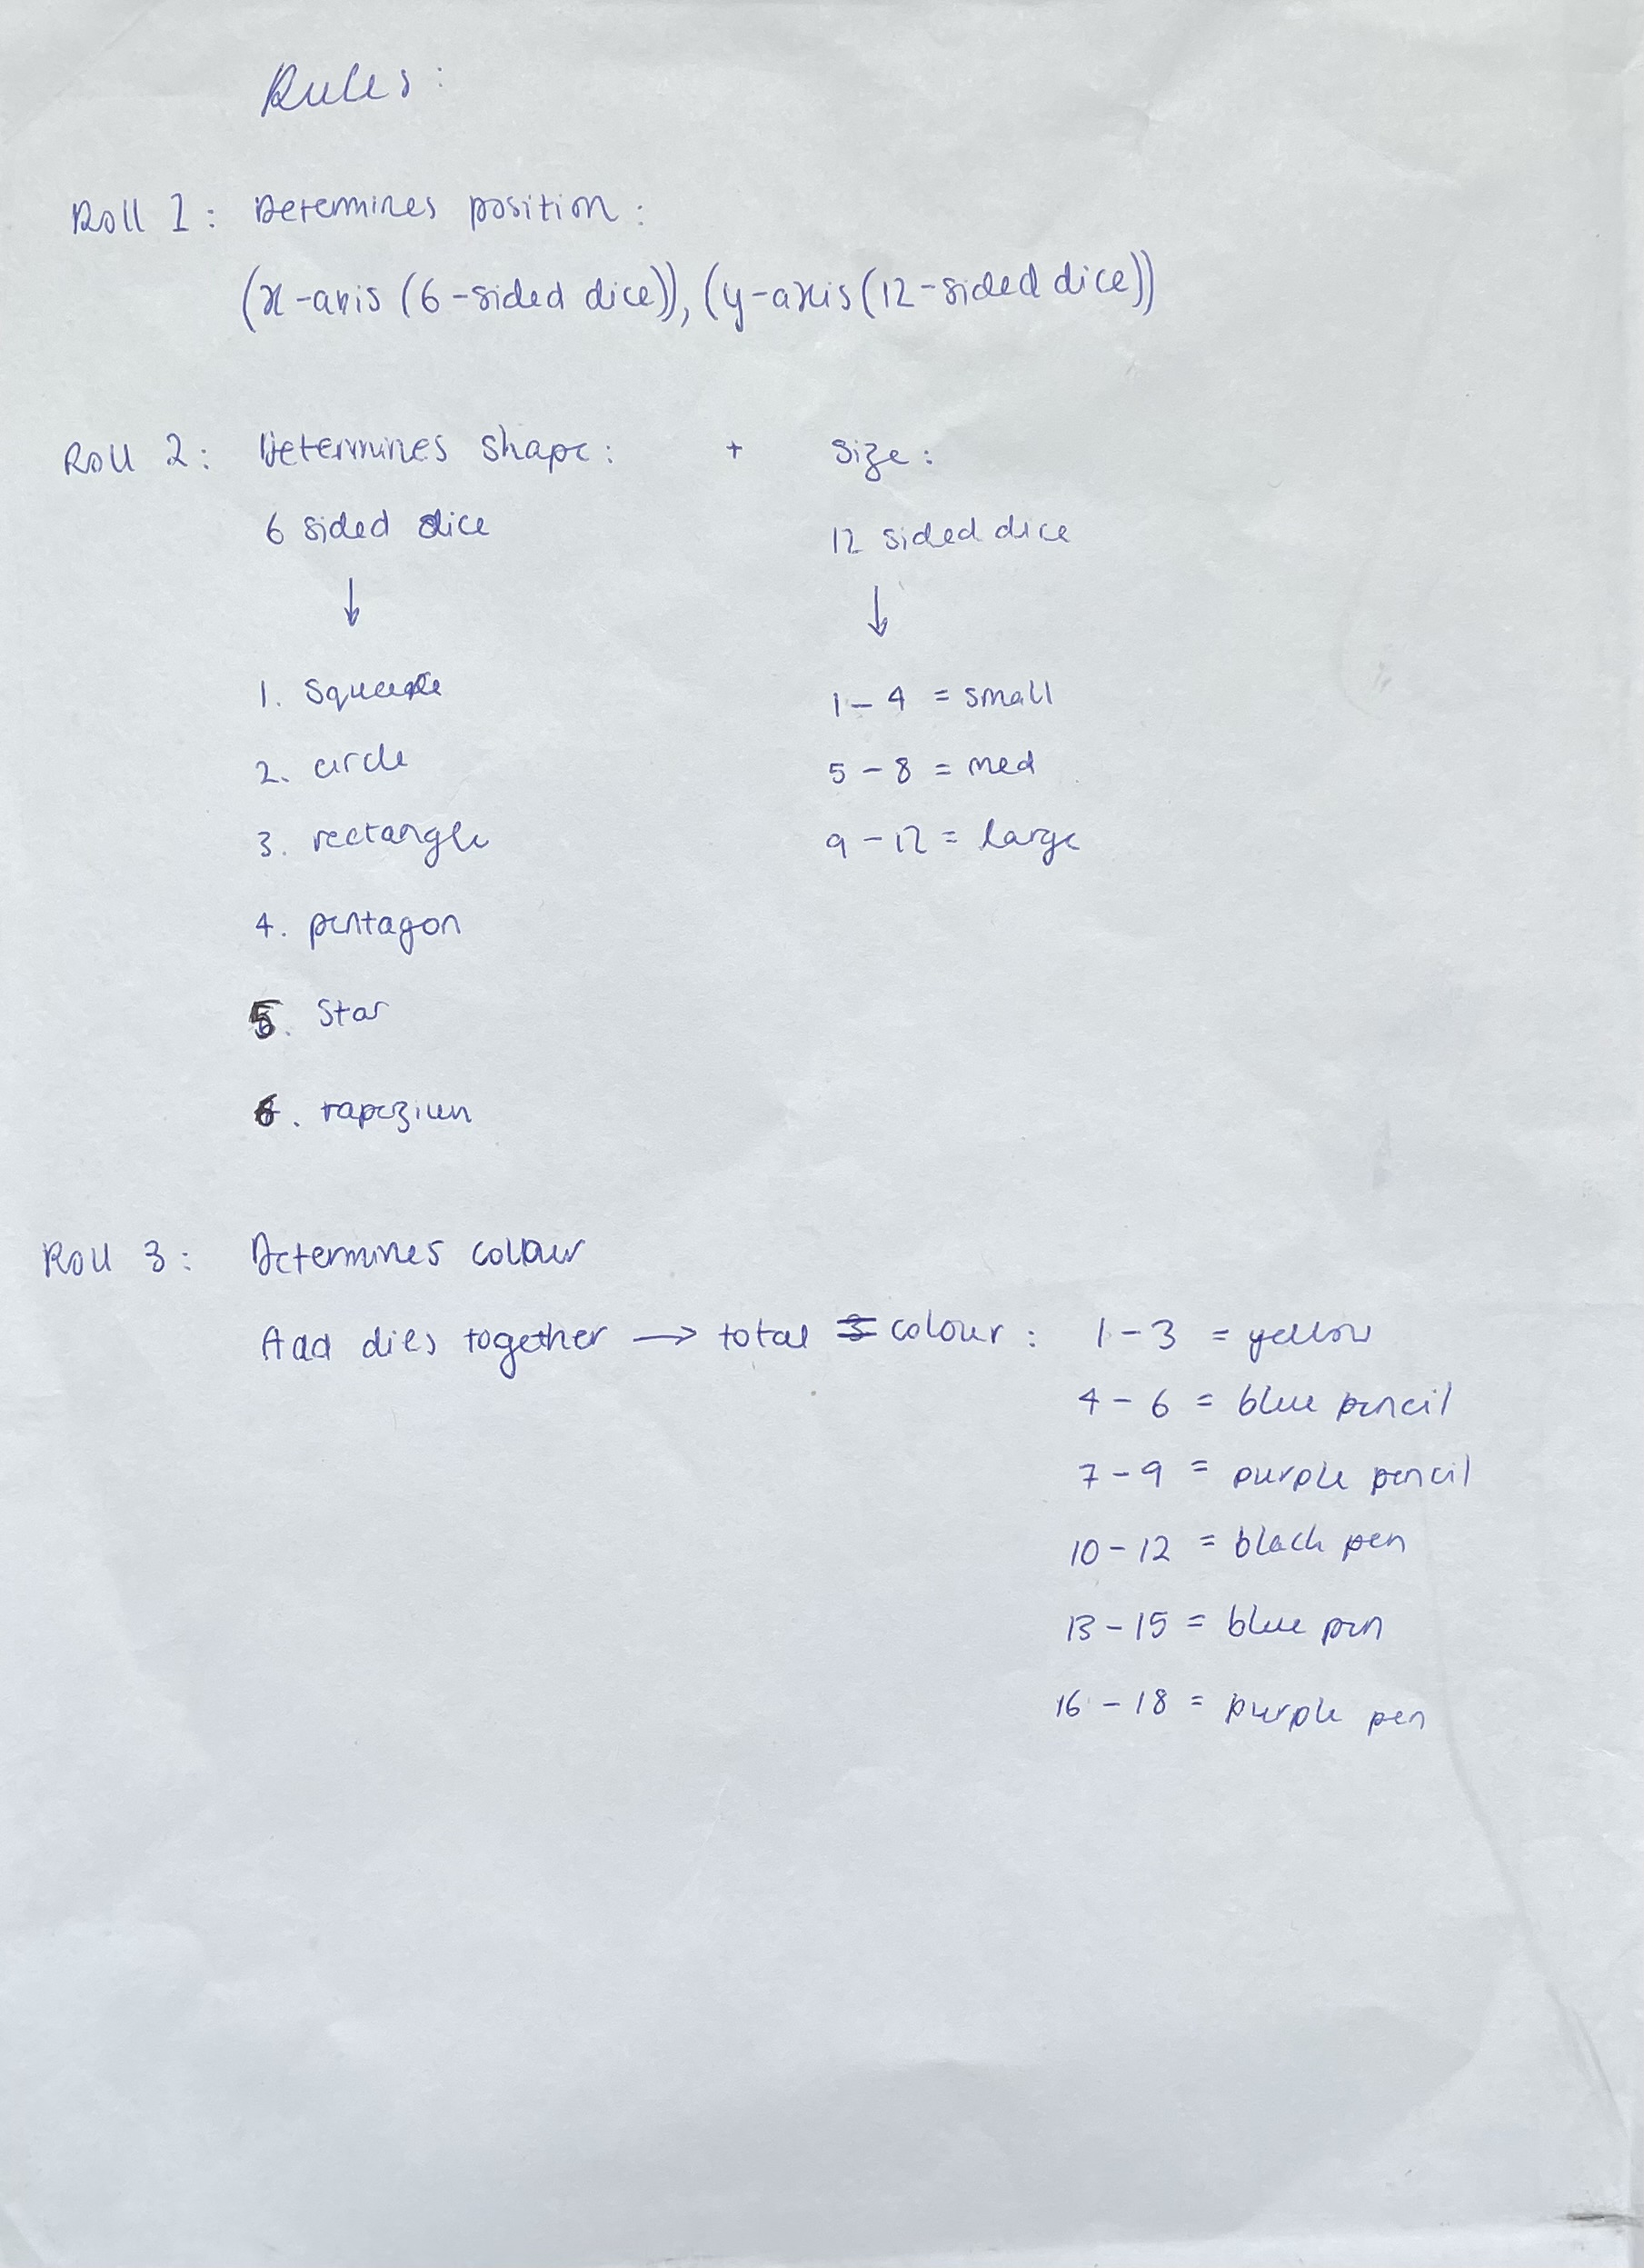 Rules:
Roll 1: Determines position:
(x-axis (6-sided dice)), (y-axis (12-sided dice))
Roll 2: Determines shape: + Size:
6 sided dice 12 sided dice
↓ ↓
1. square 1-4 = small
2. circle 5-8 = med
3. rectangle 9-12 = large
4. pentagon
5. Star
6. trapezium
Roll 3: Determines colour
Add dies together → total = colour: 1-3 = yellow
4-6 = blue pencil
7-9 = purple pencil
10-12 = black pen
13-15 = blue pen
16-18 = purple pen